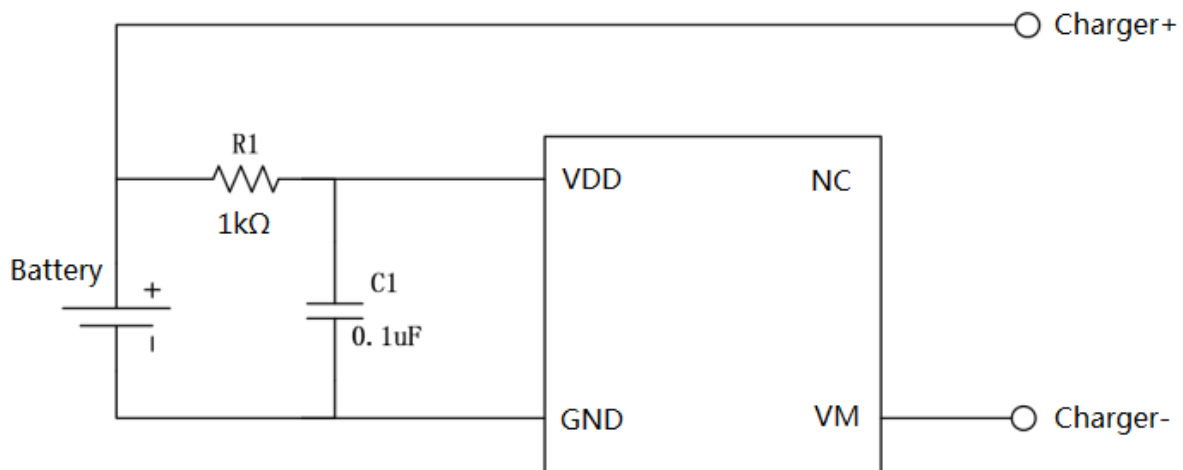 Charger+
R1
VDD
NC
1kΩ
Battery
+
-
C1
0.1uF
GND
VM
Charger-